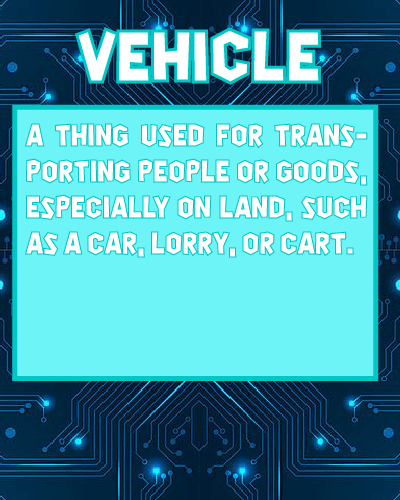 VEHICLE
A THING USED FOR TRANS-
PORTING PEOPLE OR GOODS,
ESPECIALLY ON LAND, SUCH
AS A CAR, LORRY, OR CART.